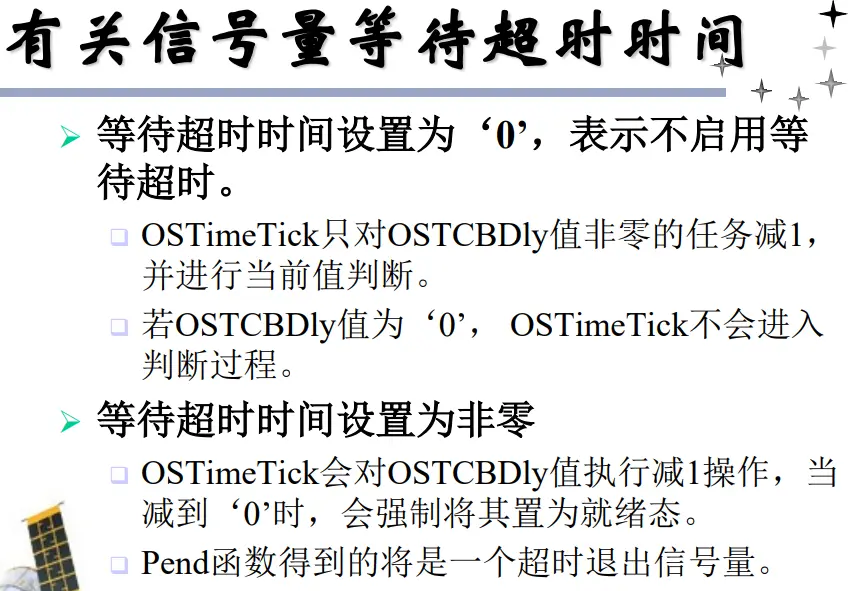 有关信号量等待超时时间
等待超时时间设置为‘0’，表示不启用等
待超时。
OSTimeTick只对OSTCBDly值非零的任务减1，
并进行当前值判断。
若OSTCBDly值为‘0’， OSTimeTick不会进入
判断过程。
等待超时时间设置为非零
OSTimeTick会对OSTCBDly值执行减1操作，当
减到‘0’时，会强制将其置为就绪态。
Pend函数得到的将是一个超时退出信号量。